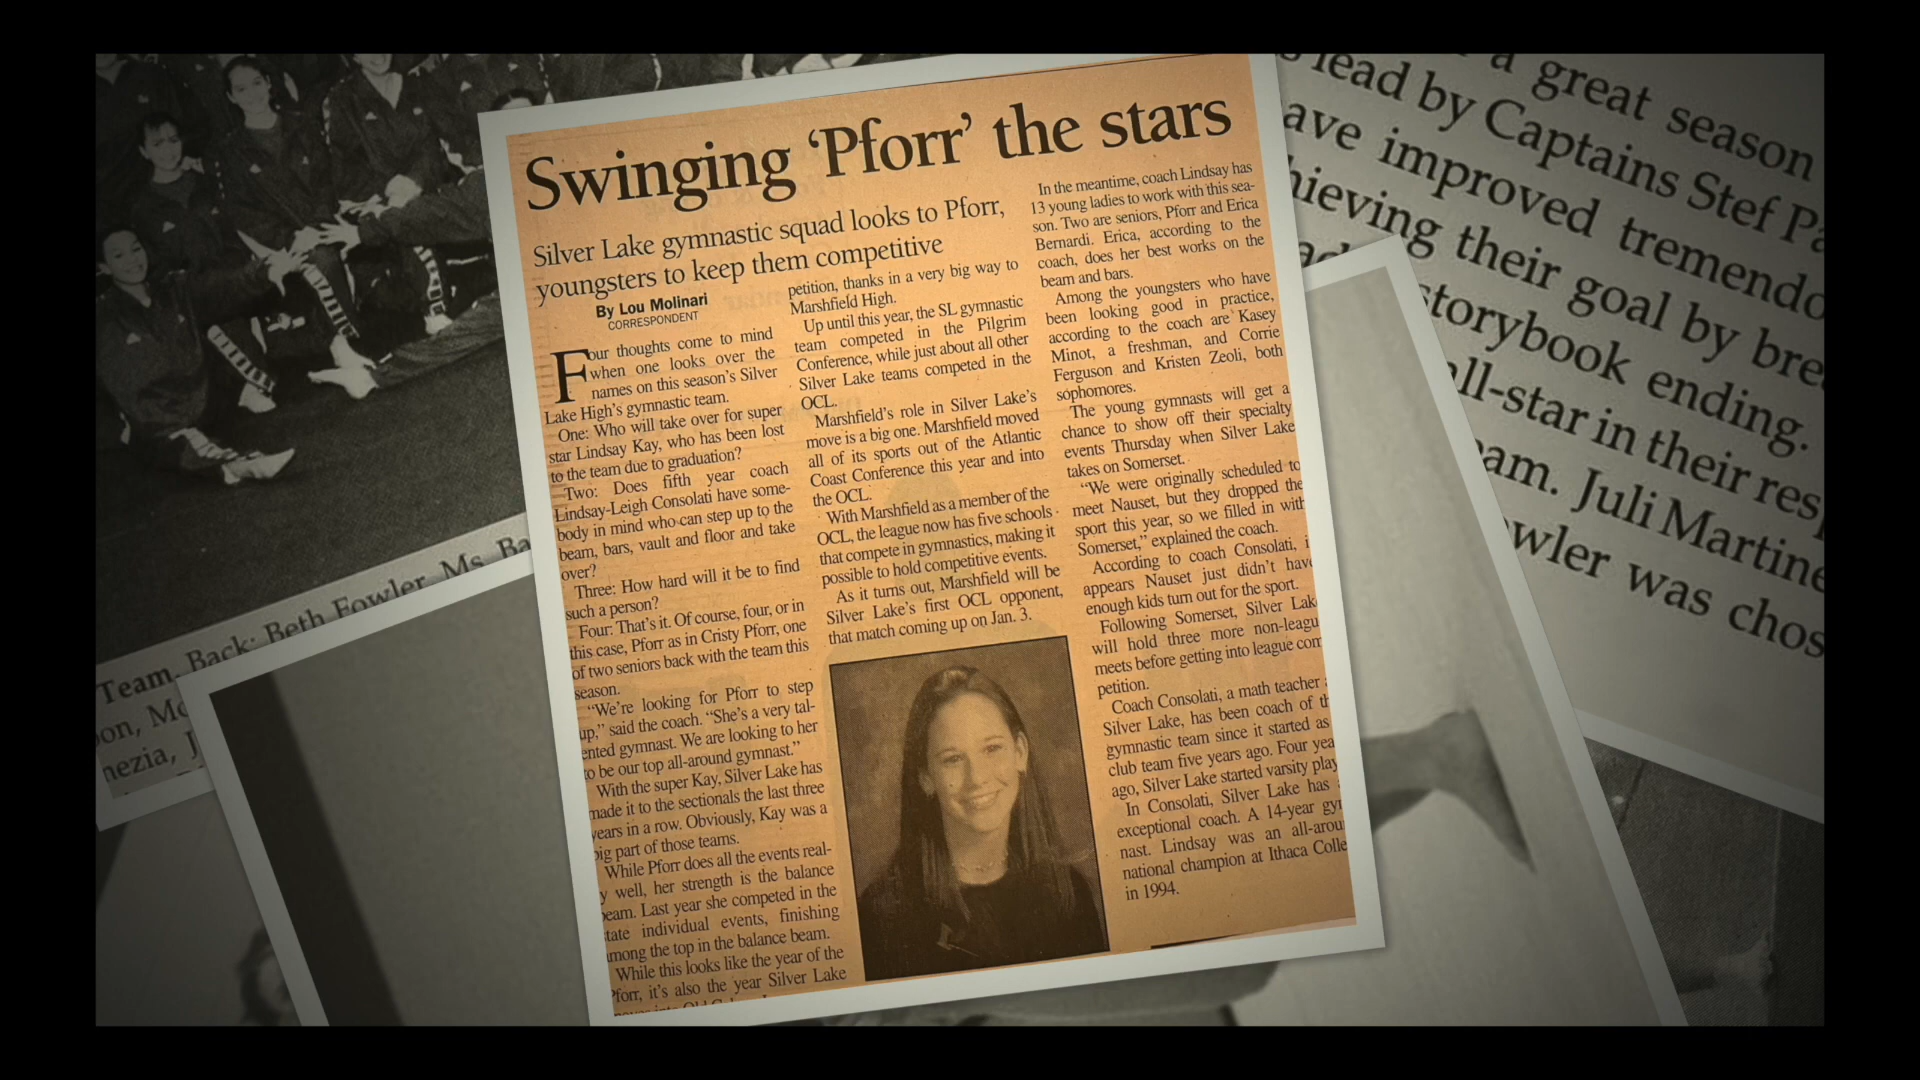 Swinging ‘Pforr’ the stars
Silver Lake gymnastic squad looks to Pforr,
youngsters to keep them competitive
By Lou Molinari
CORRESPONDENT
Four thoughts come to mind
when one looks over the
names on this season's Silver
Lake High's gymnastic team.
One: Who will take over for super
star Lindsay Kay, who has been lost
to the team due to graduation?
Two: Does fifth year coach
Lindsay-Leigh Consolati have some-
body in mind who can step up to the
beam, bars, vault and floor and take
over?
Three: How hard will it be to find
such a person?
Four: That's it. Of course, four, or in
this case, Pforr as in Cristy Pforr, one
of two seniors back with the team this
season.
“We're looking for Pforr to step
up,” said the coach. “She's a very tal-
ented gymnast. We are looking to her
to be our top all-around gymnast.”
With the super Kay, Silver Lake has
made it to the sectionals the last three
years in a row. Obviously, Kay was a
big part of those teams.
While Pforr does all the events real-
y well, her strength is the balance
beam. Last year she competed in the
tate individual events, finishing
among the top in the balance beam.
While this looks like the year of the
Pforr, it's also the year Silver Lake
petition, thanks in a very big way to
Marshfield High.
Up until this year, the SL gymnastic
team competed in the Pilgrim
Conference, while just about all other
Silver Lake teams competed in the
OCL.
Marshfield's role in Silver Lake's
move is a big one. Marshfield moved
all of its sports out of the Atlantic
Coast Conference this year and into
the OCL.
With Marshfield as a member of the
OCL, the league now has five schools
that compete in gymnastics, making it
possible to hold competitive events.
As it turns out, Marshfield will be
Silver Lake's first OCL opponent,
that match coming up on Jan. 3.
In the meantime, coach Lindsay has
13 young ladies to work with this sea-
son. Two are seniors, Pforr and Erica
Bernardi. Erica, according to the
coach, does her best works on the
beam and bars.
Among the youngsters who have
been looking good in practice,
according to the coach are Kasey
Minot, a freshman, and Corrie
Ferguson and Kristen Zeoli, both
sophomores.
The young gymnasts will get a
chance to show off their specialty
events Thursday when Silver Lake
takes on Somerset.
“We were originally scheduled to
meet Nauset, but they dropped the
sport this year, so we filled in with
Somerset,” explained the coach.
According to coach Consolati, i
appears Nauset just didn't have
enough kids turn out for the sport.
Following Somerset, Silver Lak
will hold three more non-leagu
meets before getting into league com
petition.
Coach Consolati, a math teacher
Silver Lake, has been coach of th
gymnastic team since it started as
club team five years ago. Four yea
ago, Silver Lake started varsity play
In Consolati, Silver Lake has
exceptional coach. A 14-year gy
nast. Lindsay was an all-arou
national champion at Ithaca Colle
in 1994.
a great season
lead by Captains Stef Pa
ave improved tremendo
hieving their goal by bre
storybook ending.
all-star in their res
am. Juli Martine
wler was chos
Team. Back: Beth Fowler, Ms. Ba
on, Mc
nezia, J